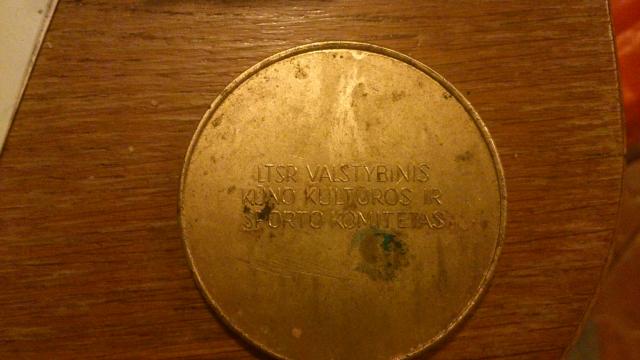 LTSR VALSTYBINIS
KŪNO KULTŪROS IR
SPORTO KOMITETAS